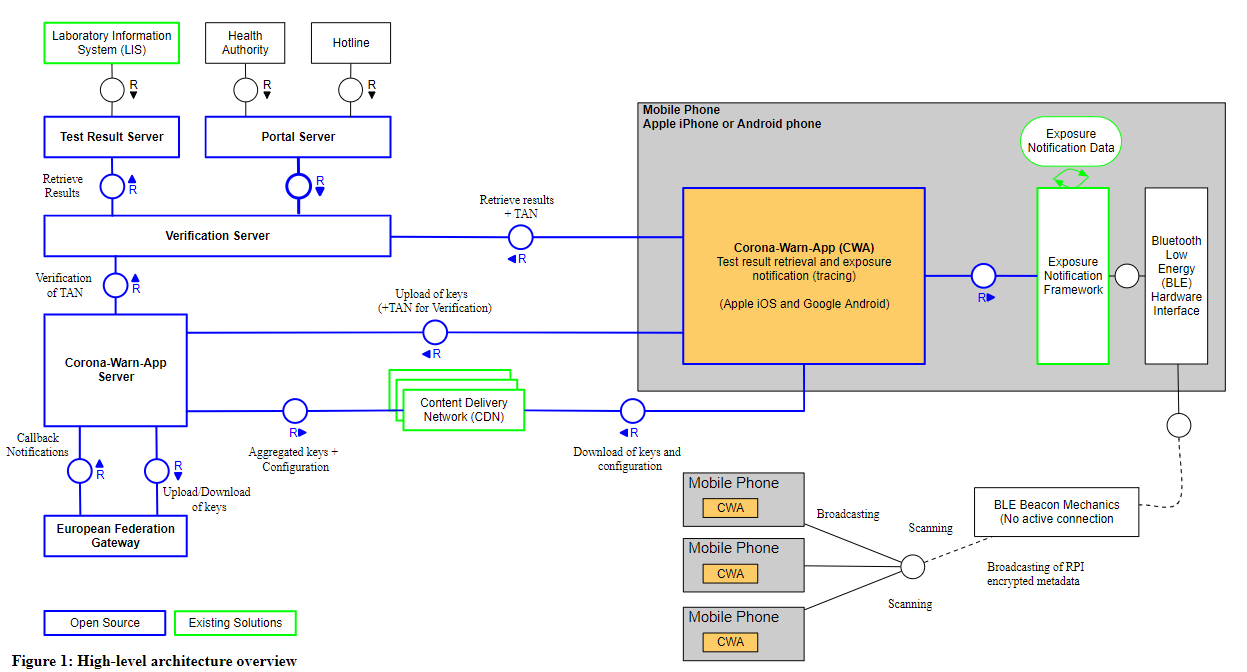 Laboratory Information
System (LIS)
Health
Authority
Hotline
R
R
R
Test Result Server
Portal Server
Retrieve
Results
R
R
Verification Server
Retrieve results
+ TAN
R
Verification
of TAN
R
Upload of keys
(+TAN for Verification)
R
Corona-Warn-App
Server
Content Delivery
Network (CDN)
R
Aggregated keys +
Configuration
R
Download of keys and
configuration
Callback
Notifications
R
R
Upload/Download
of keys
European Federation
Gateway
Mobile Phone
Apple iPhone or Android phone
Exposure
Notification Data
Corona-Warn-App (CWA)
Test result retrieval and exposure
notification (tracing)
(Apple iOS and Google Android)
R
Exposure
Notification
Framework
Bluetooth
Low
Energy
(BLE)
Hardware
Interface
Mobile Phone
CWA
Mobile Phone
CWA
Mobile Phone
CWA
Broadcasting
Scanning
Scanning
BLE Beacon Mechanics
(No active connection
Broadcasting of RPI
encrypted metadata
Open Source
Existing Solutions
Figure 1: High-level architecture overview